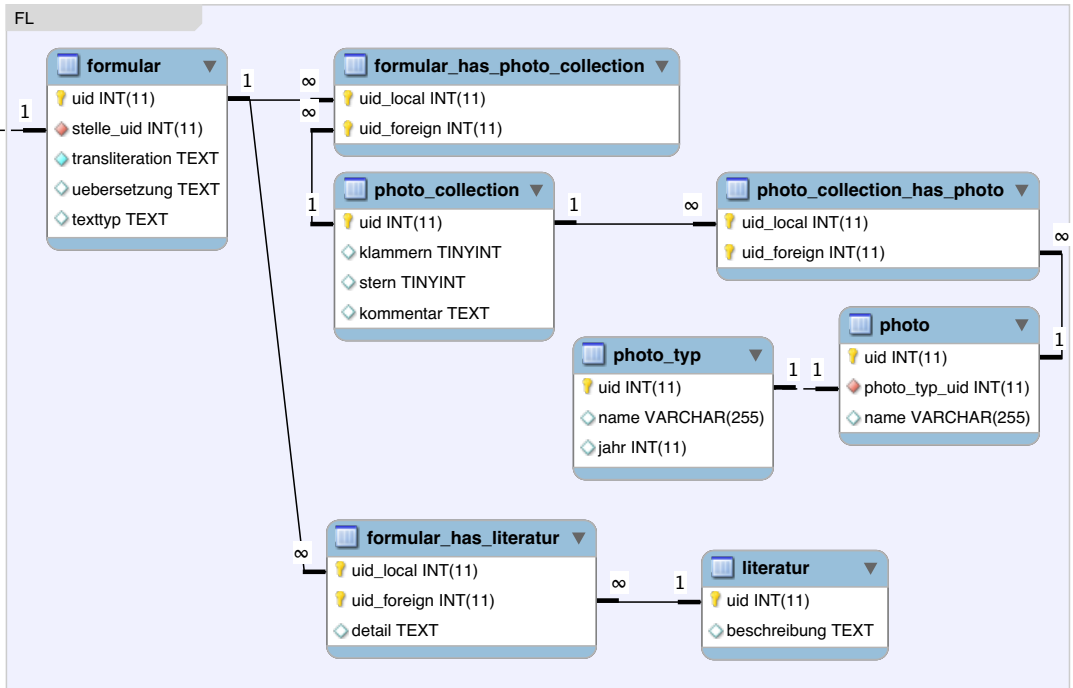 FL
formular
uid INT(11)
stelle_uid INT(11)
transliteration TEXT
uebersetzung TEXT
texttyp TEXT
1
1
∞
∞
formular_has_photo_collection
uid_local INT(11)
uid_foreign INT(11)
1
photo_collection
uid INT(11)
klammern TINYINT
stern TINYINT
kommentar TEXT
1
∞
photo_collection_has_photo
uid_local INT(11)
uid_foreign INT(11)
∞
1
photo
uid INT(11)
photo_typ_uid INT(11)
name VARCHAR(255)
1 1
photo_typ
uid INT(11)
name VARCHAR(255)
jahr INT(11)
∞
formular_has_literatur
uid_local INT(11)
uid_foreign INT(11)
detail TEXT
∞
1
literatur
uid INT(11)
beschreibung TEXT